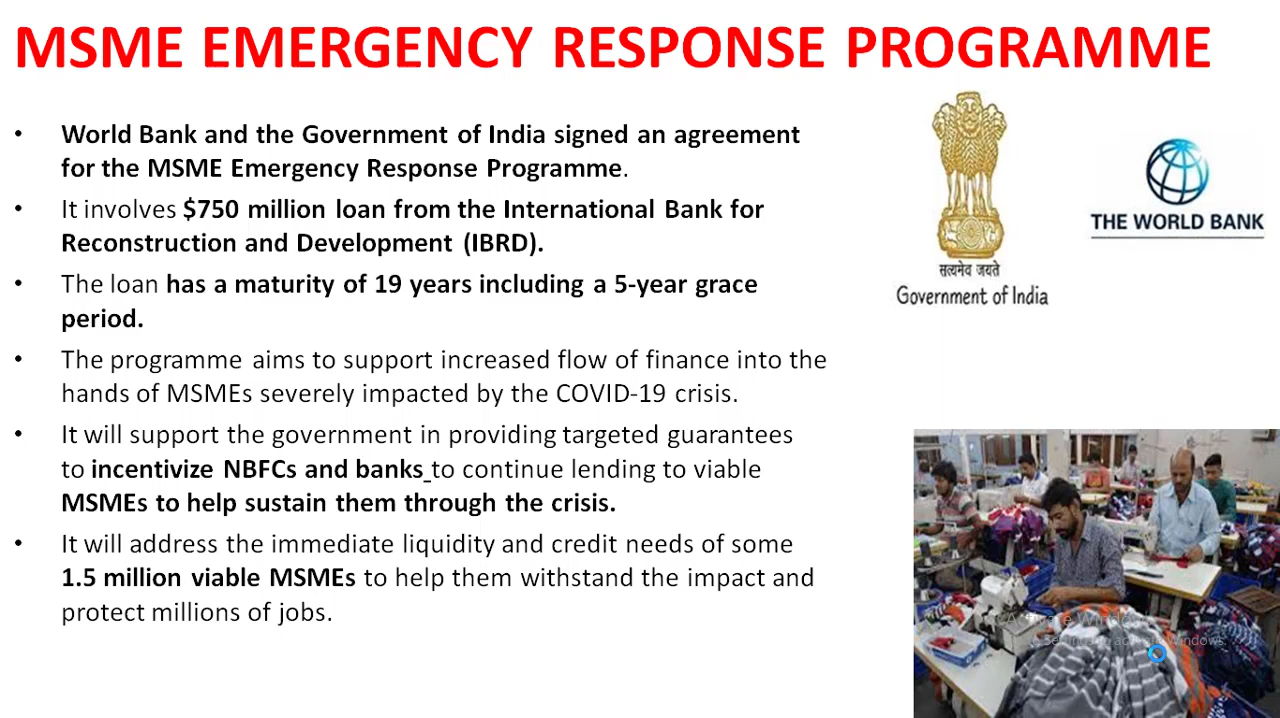 MSME EMERGENCY RESPONSE PROGRAMME
• World Bank and the Government of India signed an agreement
for the MSME Emergency Response Programme.
• It involves $750 million loan from the International Bank for
Reconstruction and Development (IBRD).
• The loan has a maturity of 19 years including a 5-year grace
period.
• The programme aims to support increased flow of finance into the
hands of MSMEs severely impacted by the COVID-19 crisis.
• It will support the government in providing targeted guarantees
to incentivize NBFCs and banks to continue lending to viable
MSMEs to help sustain them through the crisis.
• It will address the immediate liquidity and credit needs of some
1.5 million viable MSMEs to help them withstand the impact and
protect millions of jobs.
सत्यमेव जयते
Government of India
THE WORLD BANK
Activate Windows